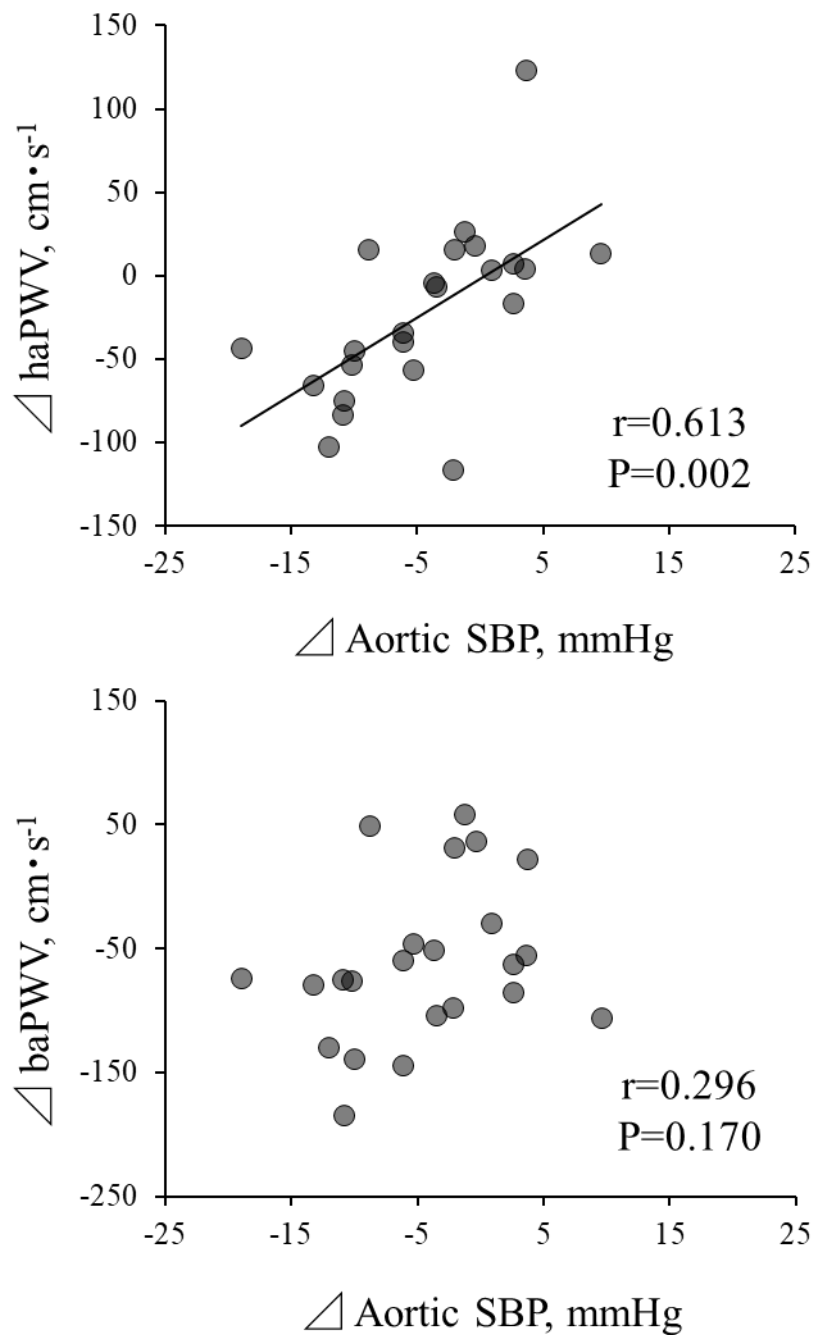 150
100
50
0
-50
-100
-150
-25 -15 -5 5 15 25
⊿ haPWV, cm・s-1
r=0.613
P=0.002
⊿ Aortic SBP, mmHg
150
50
-50
-150
-250
-25 -15 -5 5 15 25
⊿ baPWV, cm・s-1
r=0.296
P=0.170
⊿ Aortic SBP, mmHg